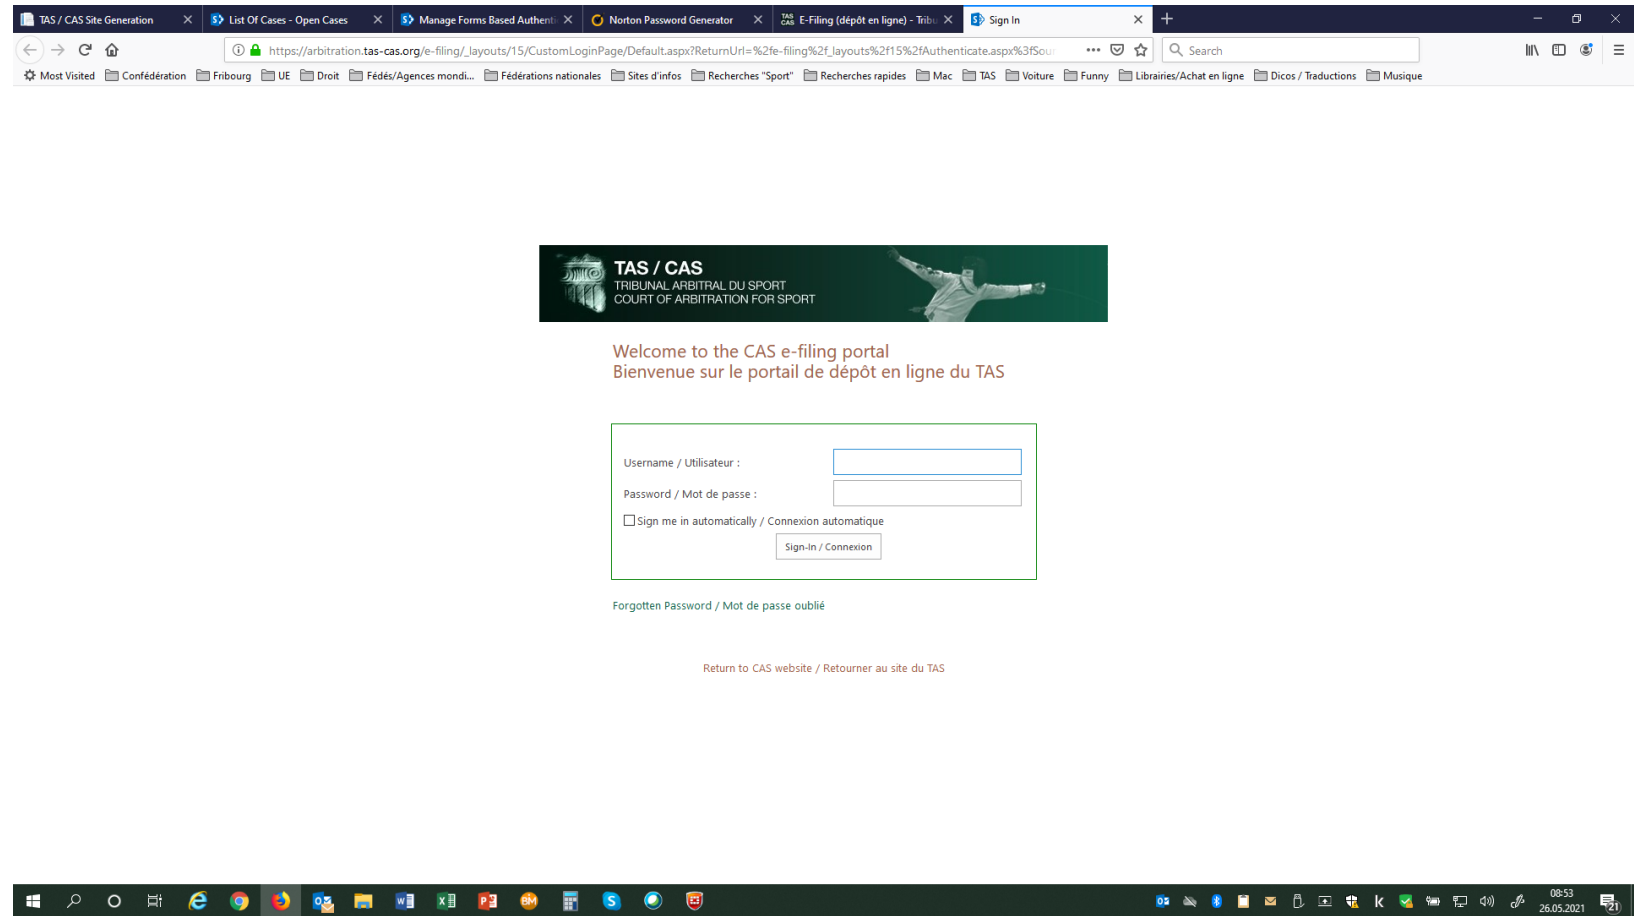 TAS / CAS Site Generation
List Of Cases - Open Cases
Manage Forms Based Authenti
Norton Password Generator
TAS CAS E-Filing (dépôt en ligne) - Tribu
Sign In
https://arbitration.tas-cas.org/e-filing/_layouts/15/CustomLoginPage/Default.aspx?ReturnUrl=%2fe-filing%2f_layouts%2f15%2fAuthenticate.aspx%3fSour
Search
Most Visited Confédération Fribourg UE Droit Fédés/Agences mondi... Fédérations nationales Sites d'infos Recherches "Sport" Recherches rapides Mac TAS Voiture Funny Librairies/Achat en ligne Dicos / Traductions Musique
TAS / CAS
TRIBUNAL ARBITRAL DU SPORT
COURT OF ARBITRATION FOR SPORT
Welcome to the CAS e-filing portal
Bienvenue sur le portail de dépôt en ligne du TAS
Username / Utilisateur :
Password / Mot de passe :
Sign me in automatically / Connexion automatique
Sign-In / Connexion
Forgotten Password / Mot de passe oublié
Return to CAS website / Retourner au site du TAS
08:53
26.05.2021
21